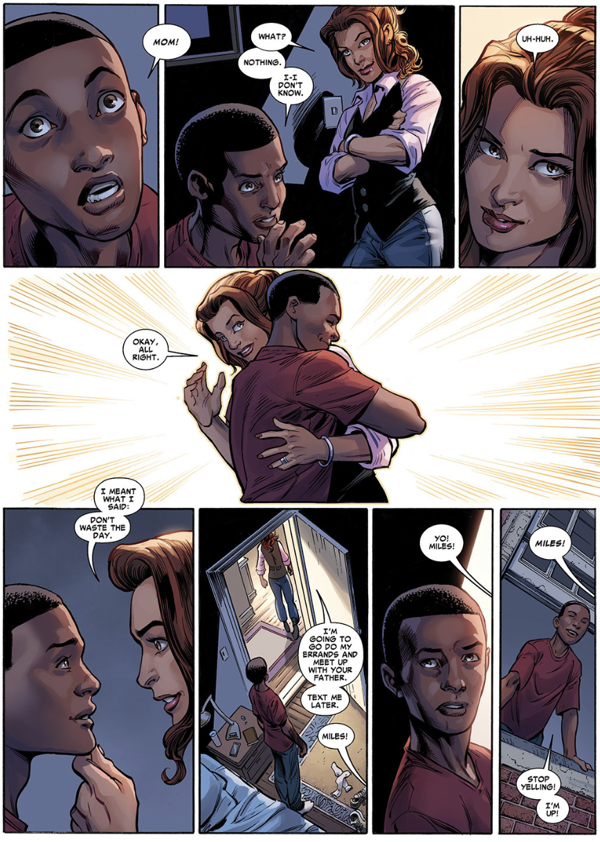 MOM!
WHAT?
NOTHING.
I-I
DON'T
KNOW.
UH-HUH.
OKAY,
ALL
RIGHT.
I MEANT
WHAT I
SAID:
DON'T
WASTE THE
DAY.
I'M
GOING TO
GO DO MY
ERRANDS AND
MEET UP
WITH YOUR
FATHER.
TEXT ME
LATER.
MILES!
YO!
MILES!
MILES!
STOP
YELLING!
I'M
UP!